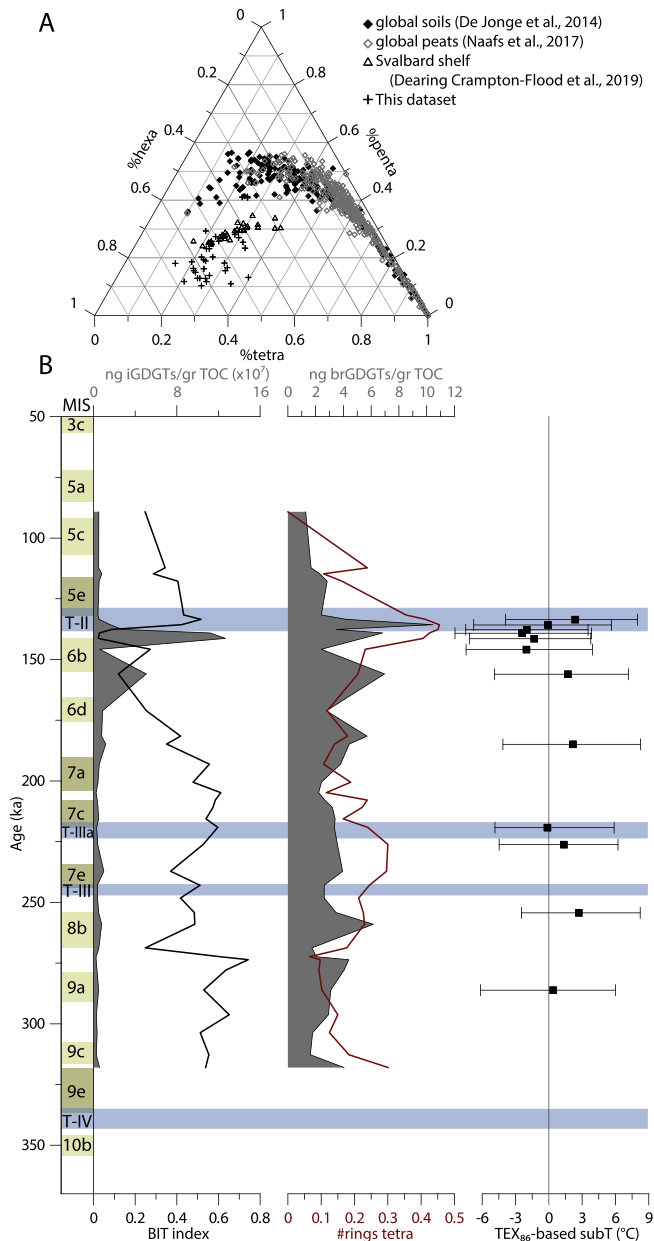 A
0 1
global soils (De Jonge et al., 2014)
global peats (Naafs et al., 2017)
Svalbard shelf
(Dearing Crampton-Flood et al., 2019)
This dataset
0.2 0.8
0.4 0.6
%hexa %penta
0.6 0.4
0.8 0.2
1 0
0 0.2 0.4 0.6 0.8 1
%tetra
B
ng iGDGTs/gr TOC (x10⁷) ng brGDGTs/gr TOC
0 8 16 0 2 4 6 8 10 12
MIS
50
3c
5a
100
5c
5e
T-II
150
6b
6d
200
7a
7c
T-IIIa
7e
250
T-III
8b
9a
300
9c
9e
T-IV
350
10b
Age (ka)
0 0.2 0.4 0.6 0.8 0 0.1 0.2 0.3 0.4 0.5 -6 -3 0 3 6 9
BIT index #rings tetra TEX₈₆-based subT (°C)